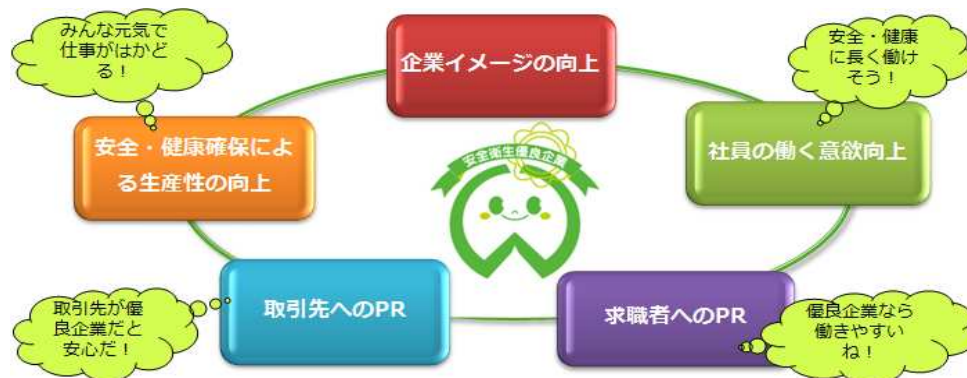 みんな元気で
仕事がはかど
る！
企業イメージの向上
安全・健康
に長く働け
そう！
安全・健康確保によ
る生産性の向上
安全衛生優良企業
社員の働く意欲向上
取引先が優
良企業だと
安心だ！
取引先へのPR
求職者へのPR
優良企業なら
働きやすい
ね！